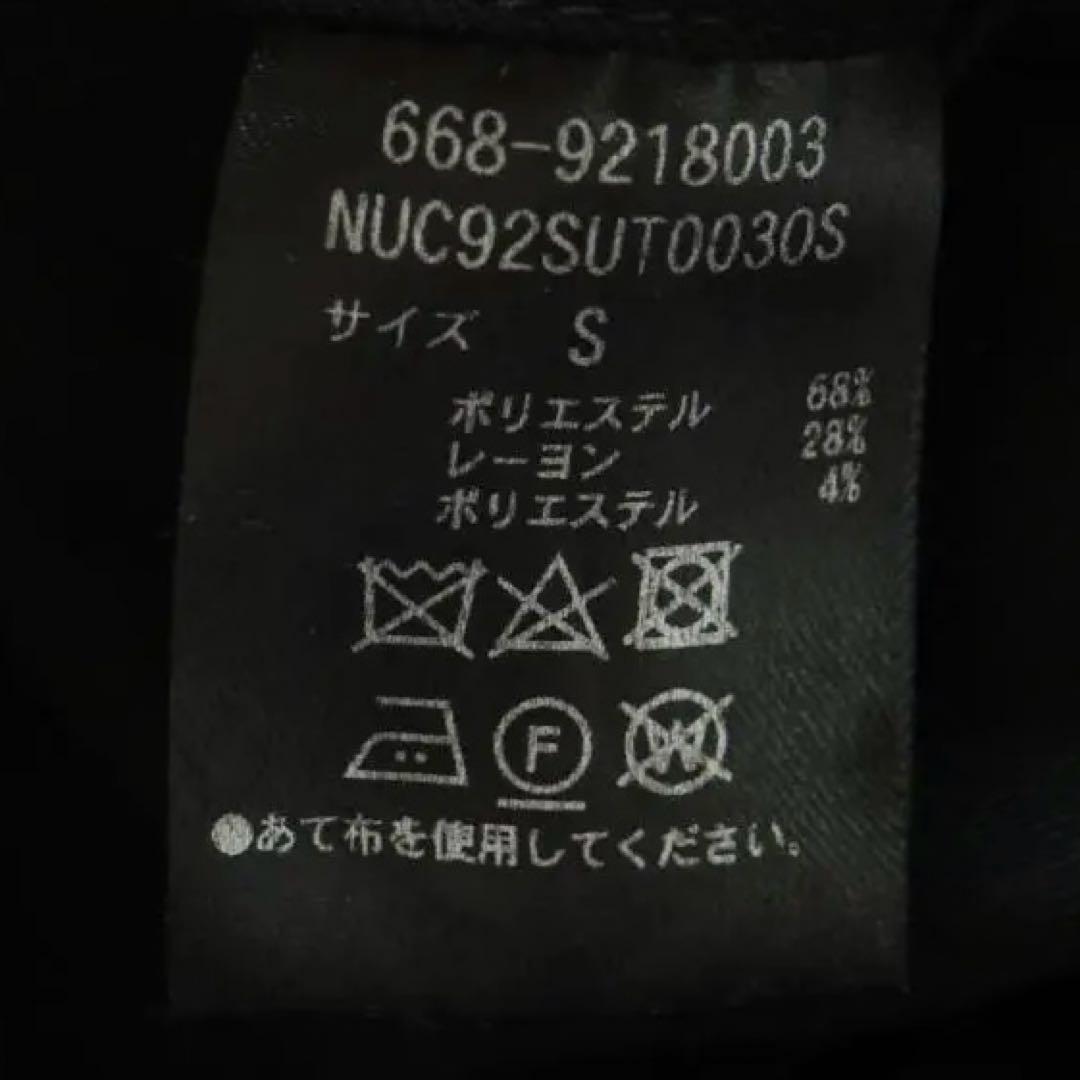 668-9218003
NUC92SUT0030S
サイズ S
ポリエステル 68%
レーヨン 28%
ポリエステル 4%
F
W
●あて布を使用してください。